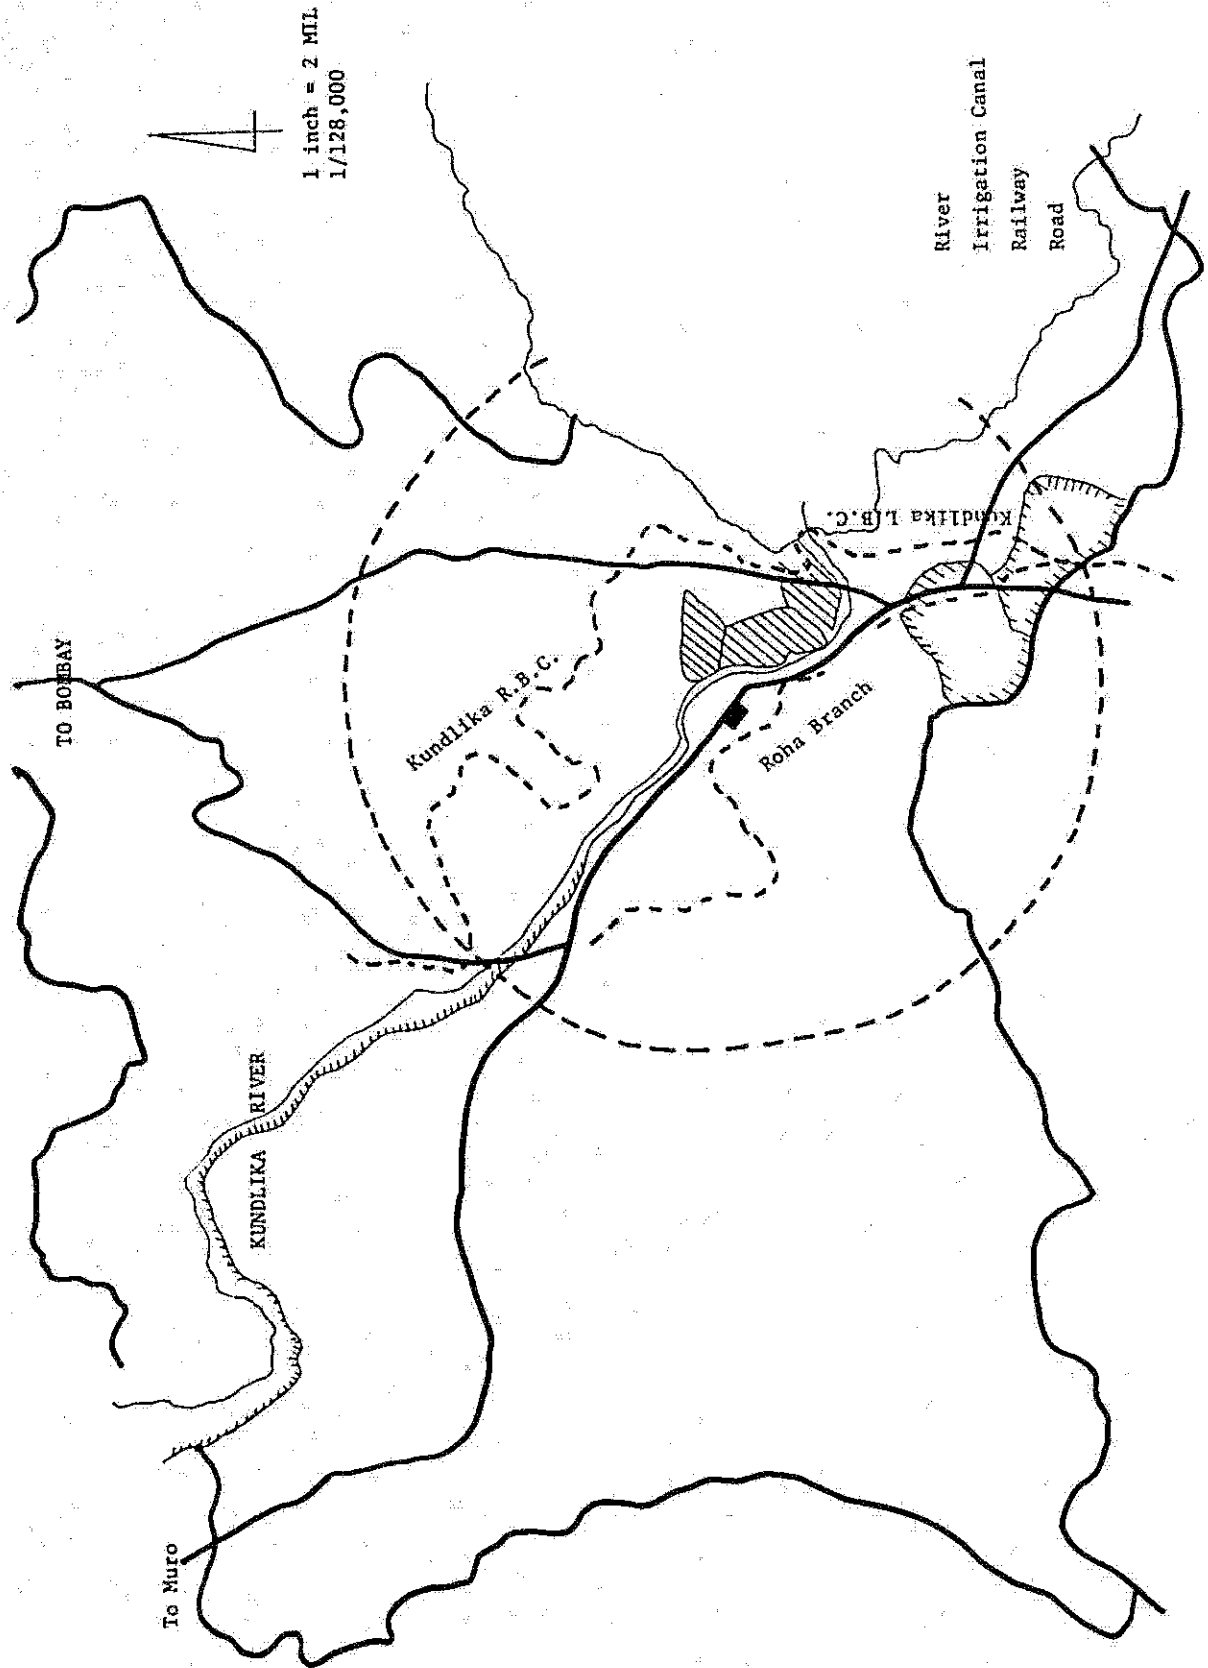 1 inch = 2 MIL
1/128,000
TO BOMBAY
Kundlika R.B.C.
Kundlika L.B.C.
Roha Branch
KUNDLIKA RIVER
To Muro
River
Irrigation Canal
Railway
Road